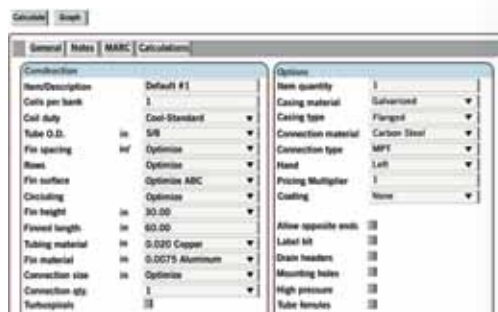 Calculate Graph
General Notes MARC Calculations
Construction
Item/Description Default #1
Coils per bank 1
Coil duty Cool-Standard
Tube O.D. in 5/8
Fin spacing in/ Optimize
Rows Optimize
Fin surface Optimize ABC
Circuiting Optimize
Fin height in 30.00
Finned length in 60.00
Tubing material in 0.020 Copper
Fin material in 0.0075 Aluminum
Connection size in Optimize
Connection qty. 1
Turbospirals
Options
Item quantity 1
Casing material Galvanized
Casing type Flanged
Connection material Carbon Steel
Connection type MPT
Hand Left
Pricing Multiplier 1
Coating None
Allow opposite ends
Label kit
Drain headers
Mounting holes
High pressure
Tube ferrules